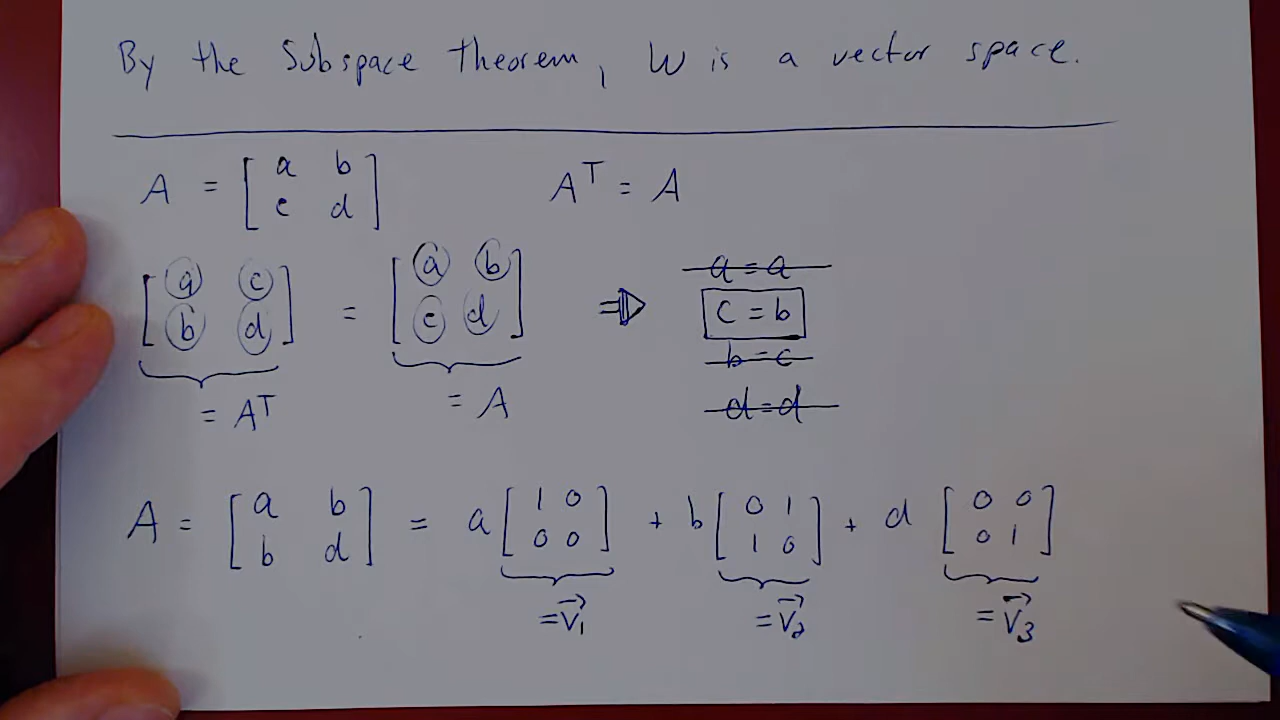 By the Subspace Theorem, W is a vector space.
A = [ a b ; c d ]    A^T = A
[ a c ; b d ] = [ a b ; c d ] ⇒ a = a
c = b
b = c
d = d
= A^T    = A
A = [ a b ; b d ] = a [ 1 0 ; 0 0 ] + b [ 0 1 ; 1 0 ] + d [ 0 0 ; 0 1 ]
= v⃗₁    = v⃗₂    = v⃗₃